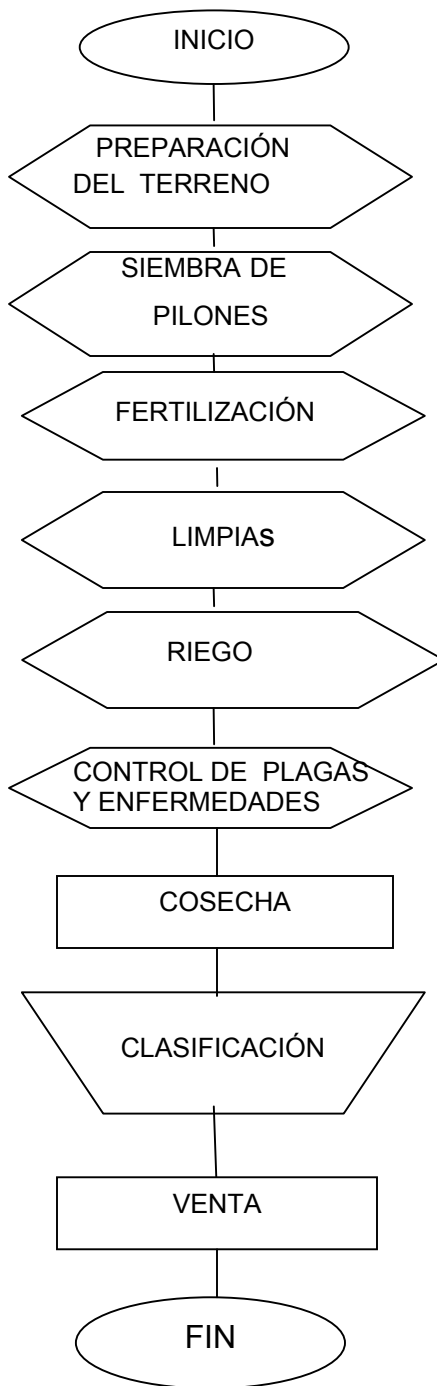 INICIO
PREPARACIÓN
DEL TERRENO
SIEMBRA DE
PILONES
FERTILIZACIÓN
LIMPIAS
RIEGO
CONTROL DE PLAGAS
Y ENFERMEDADES
COSECHA
CLASIFICACIÓN
VENTA
FIN